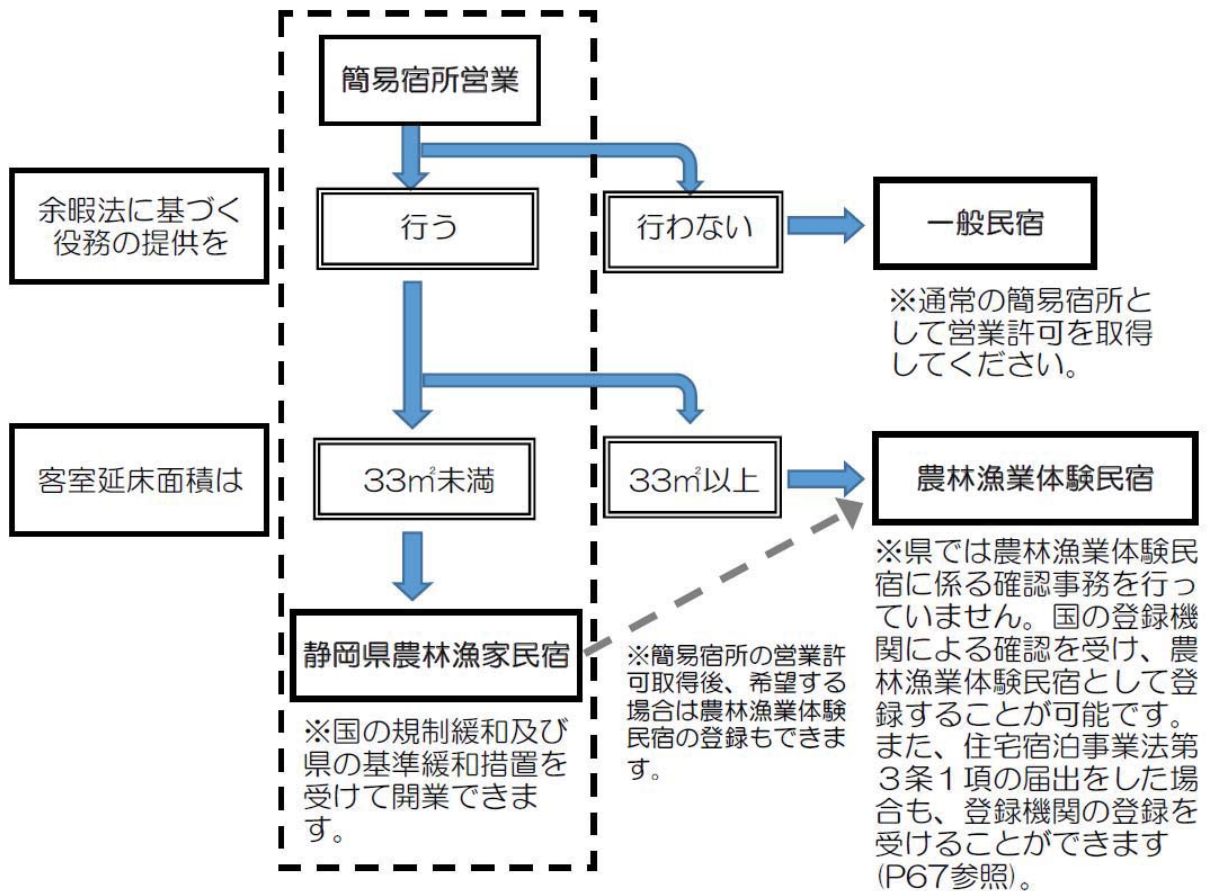 簡易宿所営業
余暇法に基づく
役務の提供を
行う
行わない
一般民宿
※通常の簡易宿所と
して営業許可を取得
してください。
客室延床面積は
33㎡未満
33㎡以上
農林漁業体験民宿
※県では農林漁業体験民
宿に係る確認事務を行っ
ていません。国の登録機
関による確認を受け、農
林漁業体験民宿として登
録することが可能です。
また、住宅宿泊事業法第
3条1項の届出をした場
合も、登録機関の登録を
受けることができます
(P67参照)。
静岡県農林漁家民宿
※国の規制緩和及び
県の基準緩和措置を
受けて開業できま
す。
※簡易宿所の営業許
可取得後、希望する
場合は農林漁業体験
民宿の登録もできま
す。